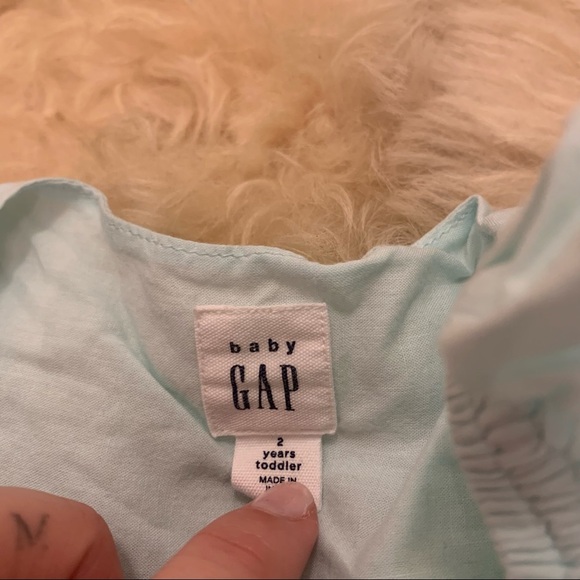 baby
GAP
2
years
toddler
MADE IN